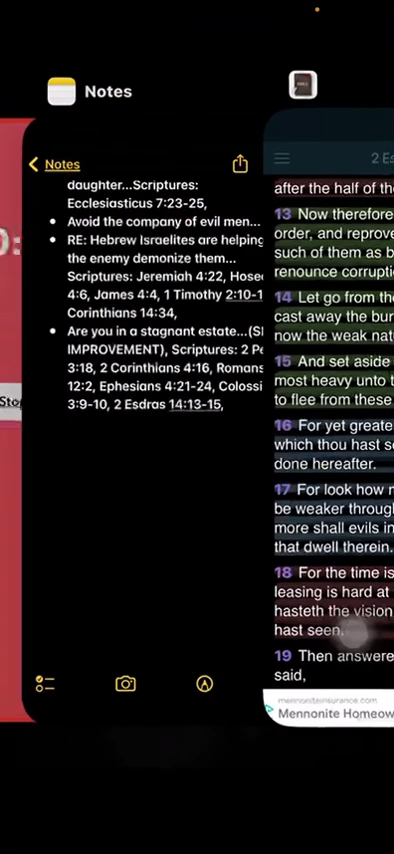 Notes
Notes
daughter...Scriptures:
Ecclesiasticus 7:23-25,
• Avoid the company of evil men...
• RE: Hebrew Israelites are helping
the enemy demonize them...
Scriptures: Jeremiah 4:22, Hose
4:6, James 4:4, 1 Timothy 2:10-1
Corinthians 14:34,
• Are you in a stagnant estate...(S
IMPROVEMENT), Scriptures: 2 Pe
3:18, 2 Corinthians 4:16, Romans
12:2, Ephesians 4:21-24, Colossi
3:9-10, 2 Esdras 14:13-15,
Stop
2 Es
after the half of th
13 Now therefore
order, and reprove
such of them as b
renounce corrupti
14 Let go from the
cast away the bur
now the weak nat
15 And set aside
most heavy unto t
to flee from these
16 For yet greate
which thou hast se
done hereafter.
17 For look how m
be weaker through
more shall evils in
that dwell therein.
18 For the time is
leasing is hard at
hasteth the vision
hast seen.
19 Then answere
said,
mennoniteinsurance.com
Mennonite Homeow